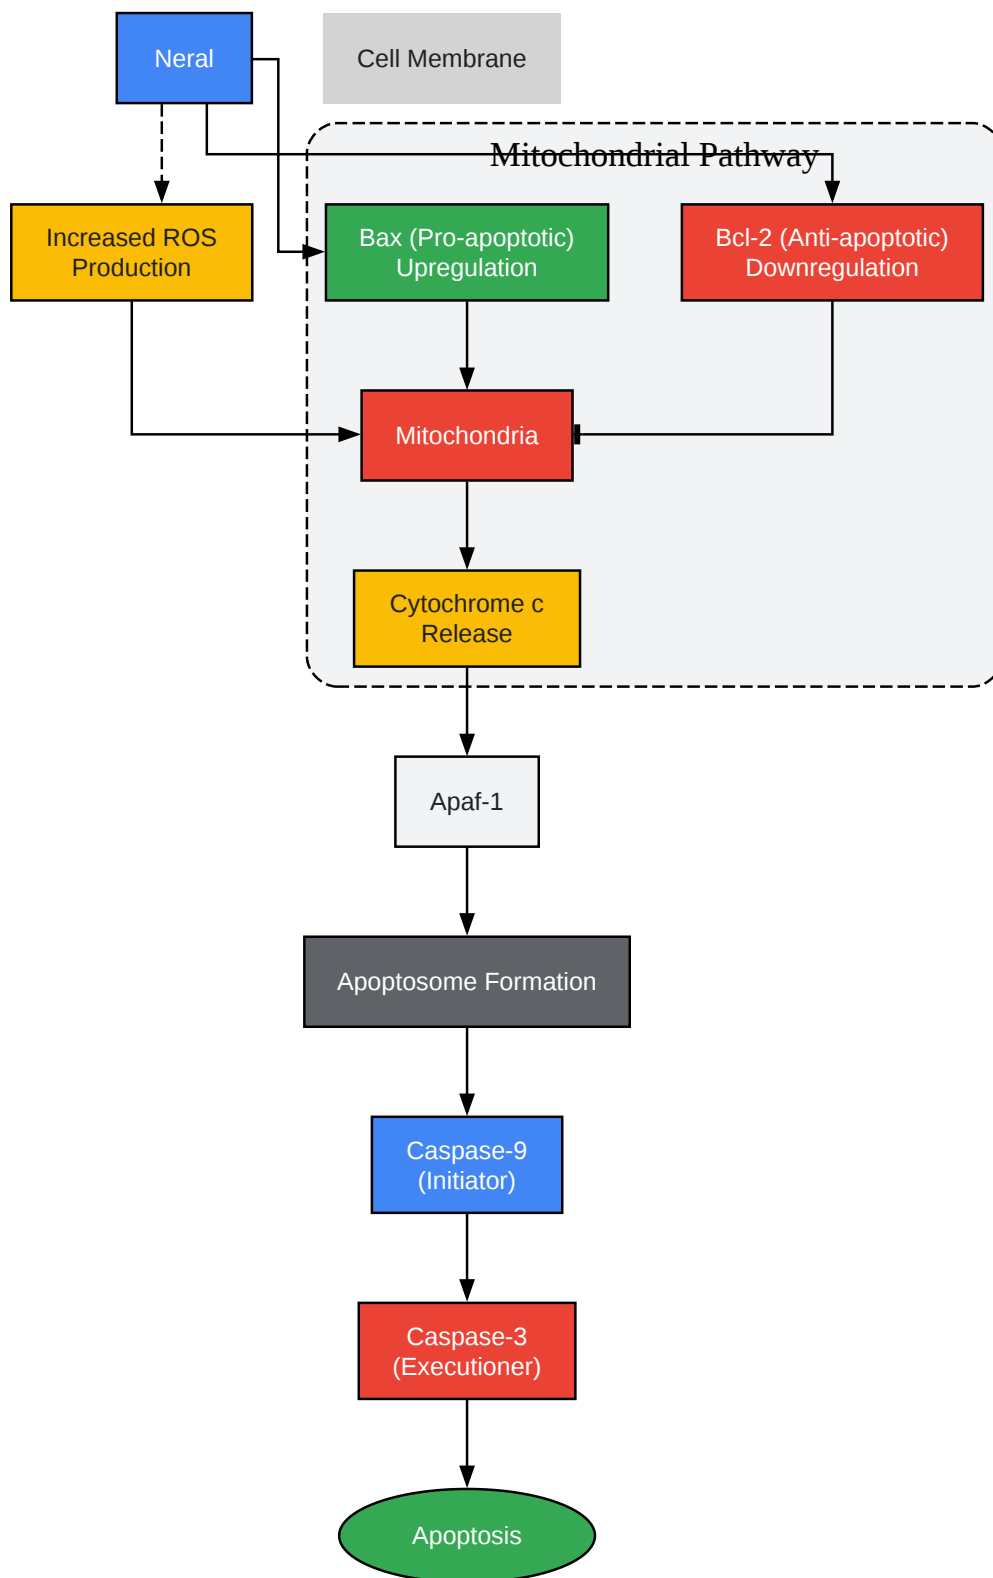 Neral
Cell Membrane
Mitochondrial Pathway
Increased ROS
Production
Bax (Pro-apoptotic)
Upregulation
Bcl-2 (Anti-apoptotic)
Downregulation
Mitochondria
Cytochrome c
Release
Apaf-1
Apoptosome Formation
Caspase-9
(Initiator)
Caspase-3
(Executioner)
Apoptosis